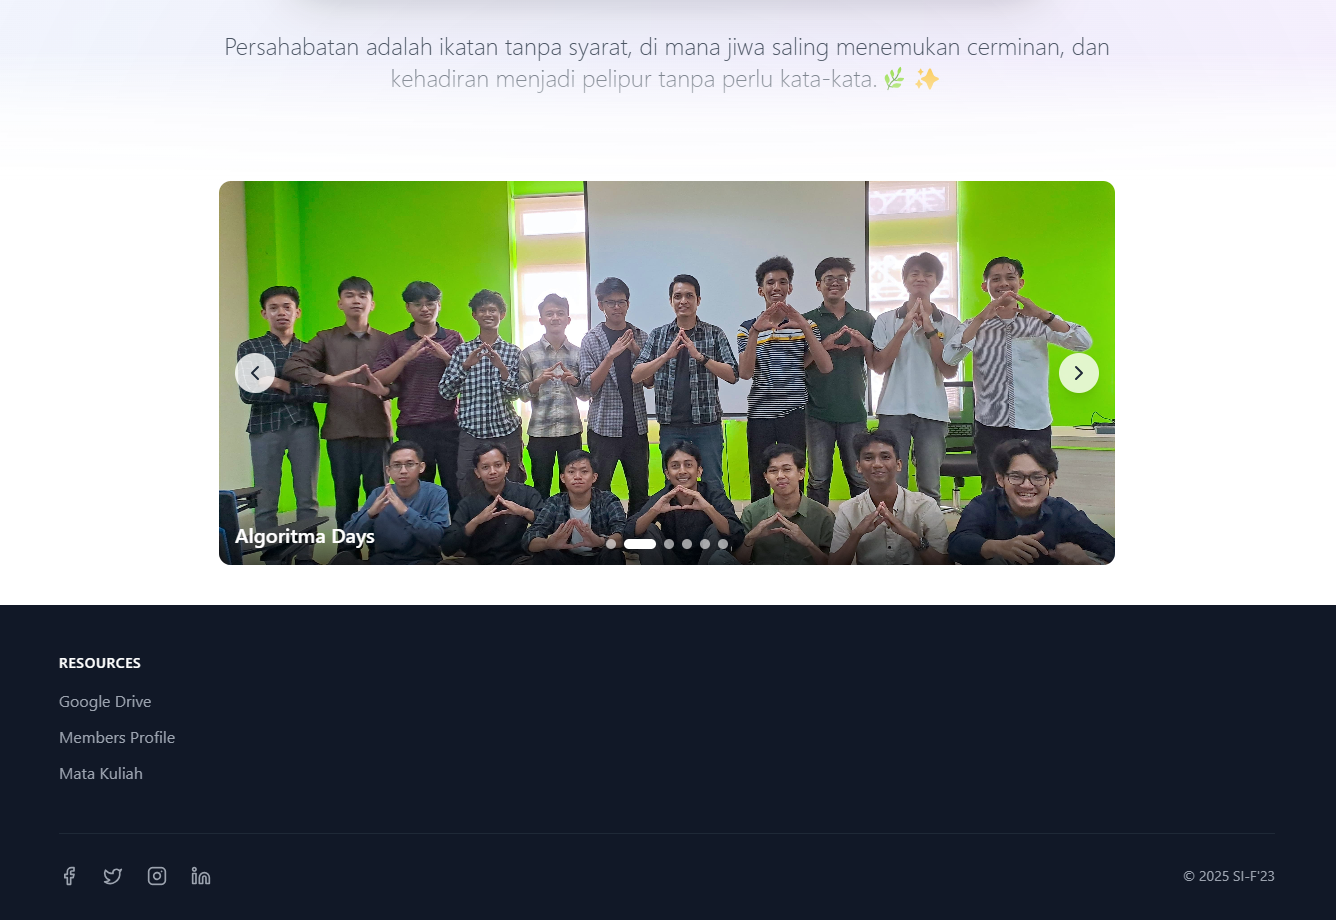 Persahabatan adalah ikatan tanpa syarat, di mana jiwa saling menemukan cerminan, dan
kehadiran menjadi pelipur tanpa perlu kata-kata. 🌿 ✨
Algoritma Days
RESOURCES
Google Drive
Members Profile
Mata Kuliah
© 2025 SI-F'23